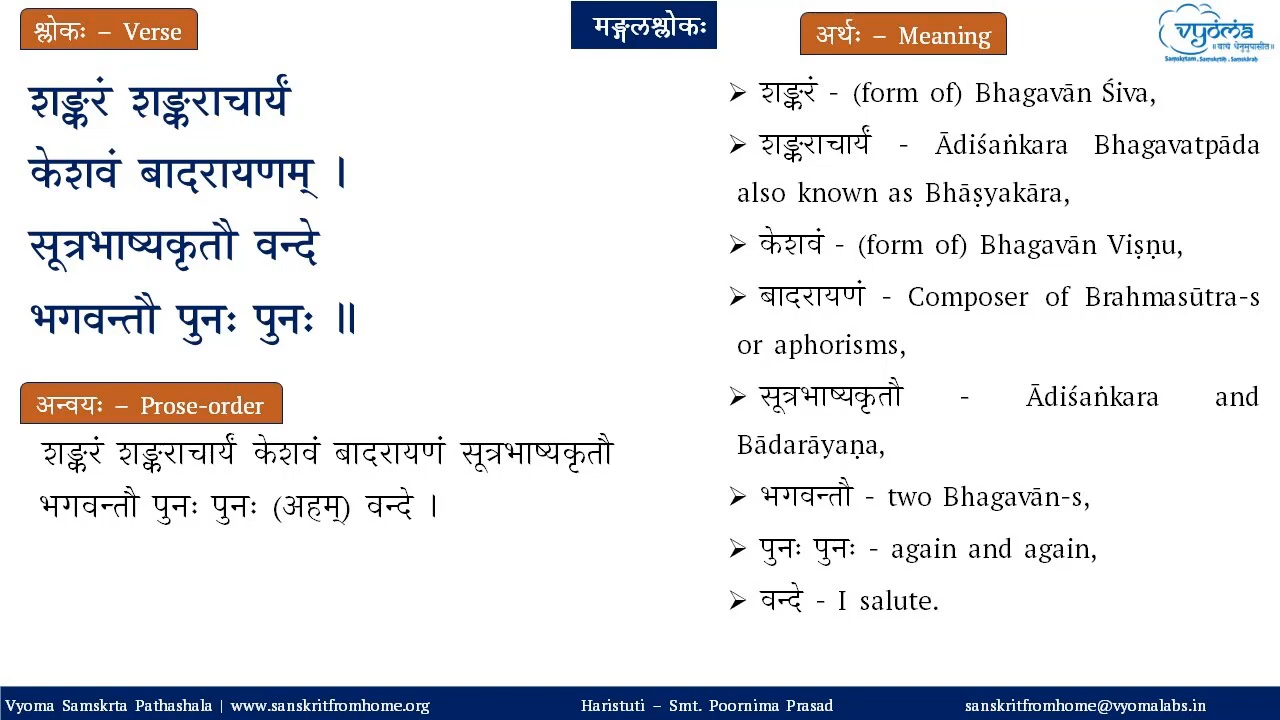 श्लोकः – Verse
मङ्गलश्लोकः
अर्थः – Meaning
vyoma
॥ वाचं धेनुमुपासीत॥
Samskrtam. Samskrtih. Samskarah.
शङ्करं शङ्कराचार्यं
केशवं बादरायणम् ।
सूत्रभाष्यकृतौ वन्दे
भगवन्तौ पुनः पुनः ॥
अन्वयः – Prose-order
शङ्करं शङ्कराचार्यं केशवं बादरायणं सूत्रभाष्यकृतौ
भगवन्तौ पुनः पुनः (अहम्) वन्दे ।
➢ शङ्करं - (form of) Bhagavān Śiva,
➢ शङ्कराचार्यं - Ādiśaṅkara Bhagavatpāda
also known as Bhāṣyakāra,
➢ केशवं - (form of) Bhagavān Viṣṇu,
➢ बादरायणं - Composer of Brahmasūtra-s
or aphorisms,
➢ सूत्रभाष्यकृतौ - Ādiśaṅkara and
Bādarāyaṇa,
➢ भगवन्तौ - two Bhagavān-s,
➢ पुनः पुनः - again and again,
➢ वन्दे - I salute.
Vyoma Samskrta Pathashala | www.sanskritfromhome.org
Haristuti – Smt. Poornima Prasad
sanskritfromhome@vyomalabs.in